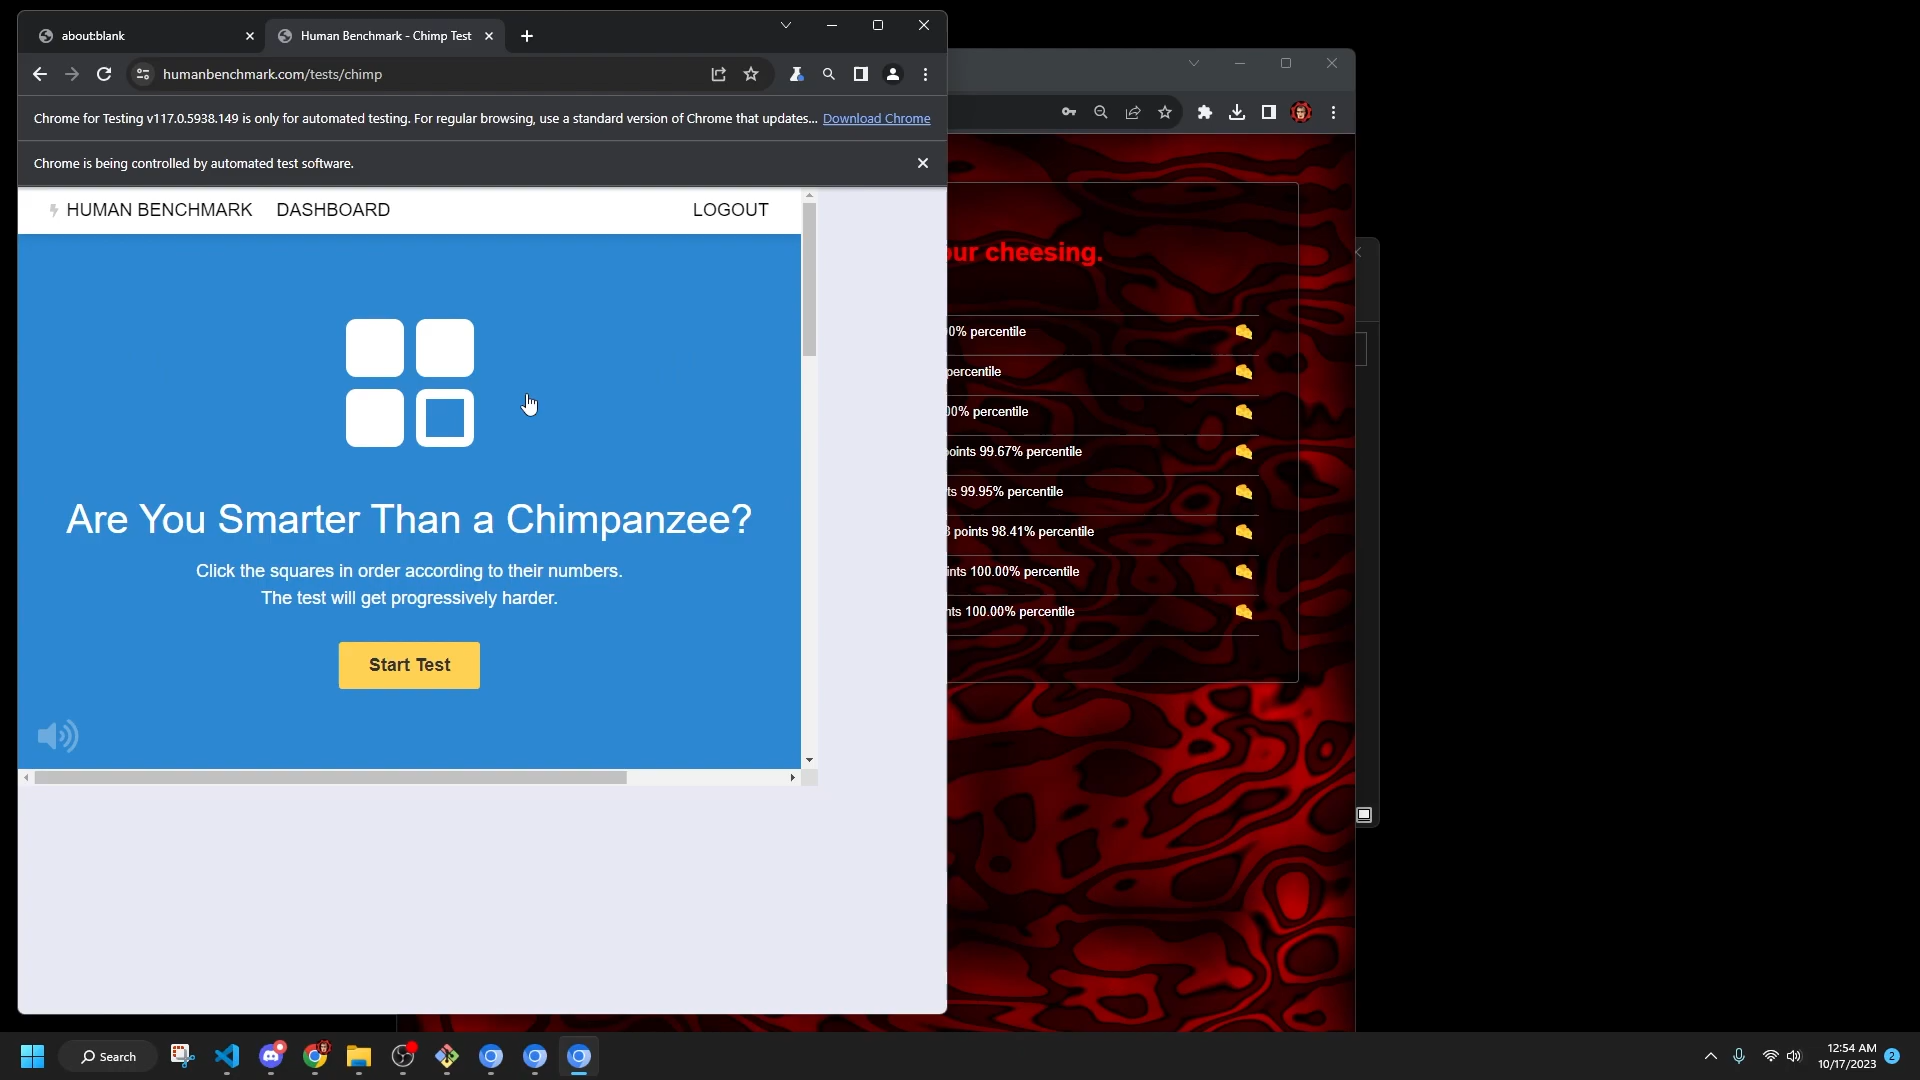 about:blank
Human Benchmark - Chimp Test
humanbenchmark.com/tests/chimp
Chrome for Testing v117.0.5938.149 is only for automated testing. For regular browsing, use a standard version of Chrome that updates... Download Chrome
Chrome is being controlled by automated test software.
HUMAN BENCHMARK DASHBOARD LOGOUT
Are You Smarter Than a Chimpanzee?
Click the squares in order according to their numbers.
The test will get progressively harder.
Start Test
our cheesing.
00% percentile
percentile
00% percentile
points 99.67% percentile
ts 99.95% percentile
3 points 98.41% percentile
ints 100.00% percentile
nts 100.00% percentile
Search
12:54 AM
10/17/2023
2